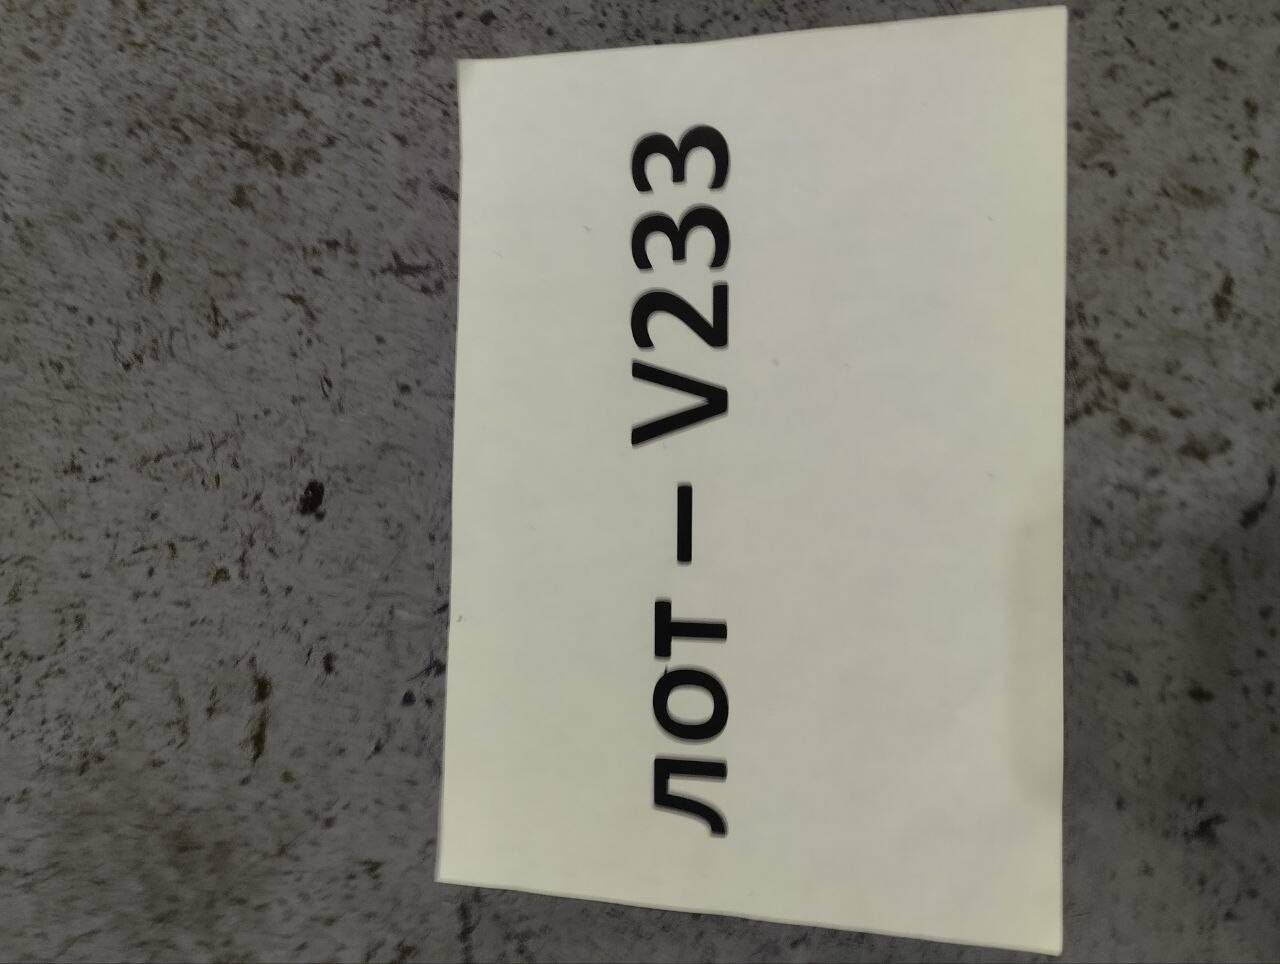 лот – V233